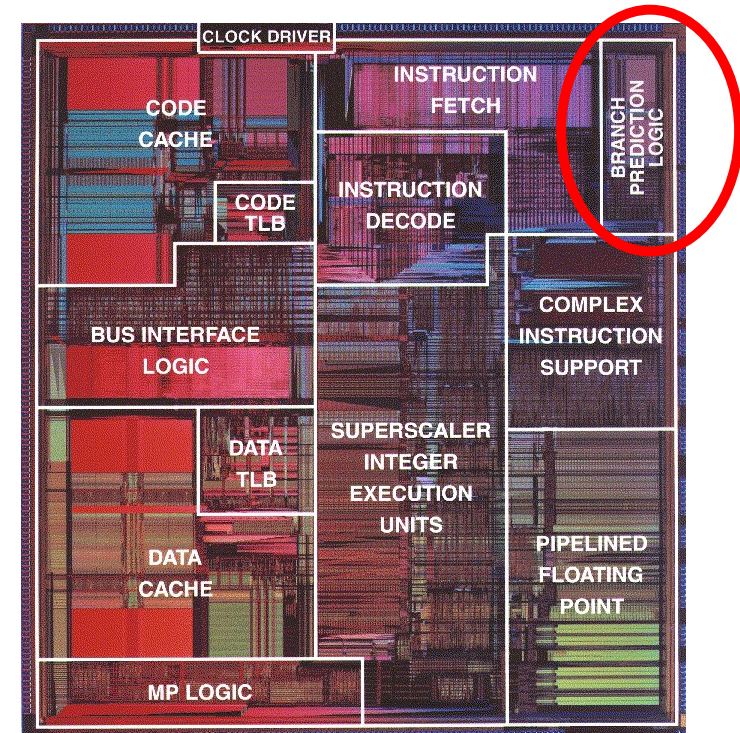 CLOCK DRIVER
CODE
CACHE
INSTRUCTION
FETCH
BRANCH
PREDICTION
LOGIC
CODE
TLB
INSTRUCTION
DECODE
BUS INTERFACE
LOGIC
COMPLEX
INSTRUCTION
SUPPORT
DATA
TLB
SUPERSCALER
INTEGER
EXECUTION
UNITS
DATA
CACHE
PIPELINED
FLOATING
POINT
MP LOGIC